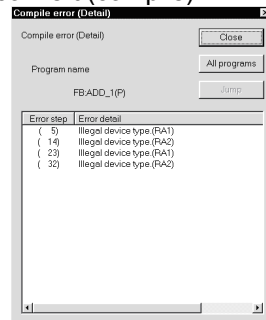 Compile error (Detail)
Compile error (Detail)
Close
Program name
All programs
FB:ADD_1(P)
Jump
Error step Error detail
( 5) Illegal device type.(RA1)
( 14) Illegal device type.(RA2)
( 23) Illegal device type.(RA1)
( 32) Illegal device type.(RA2)